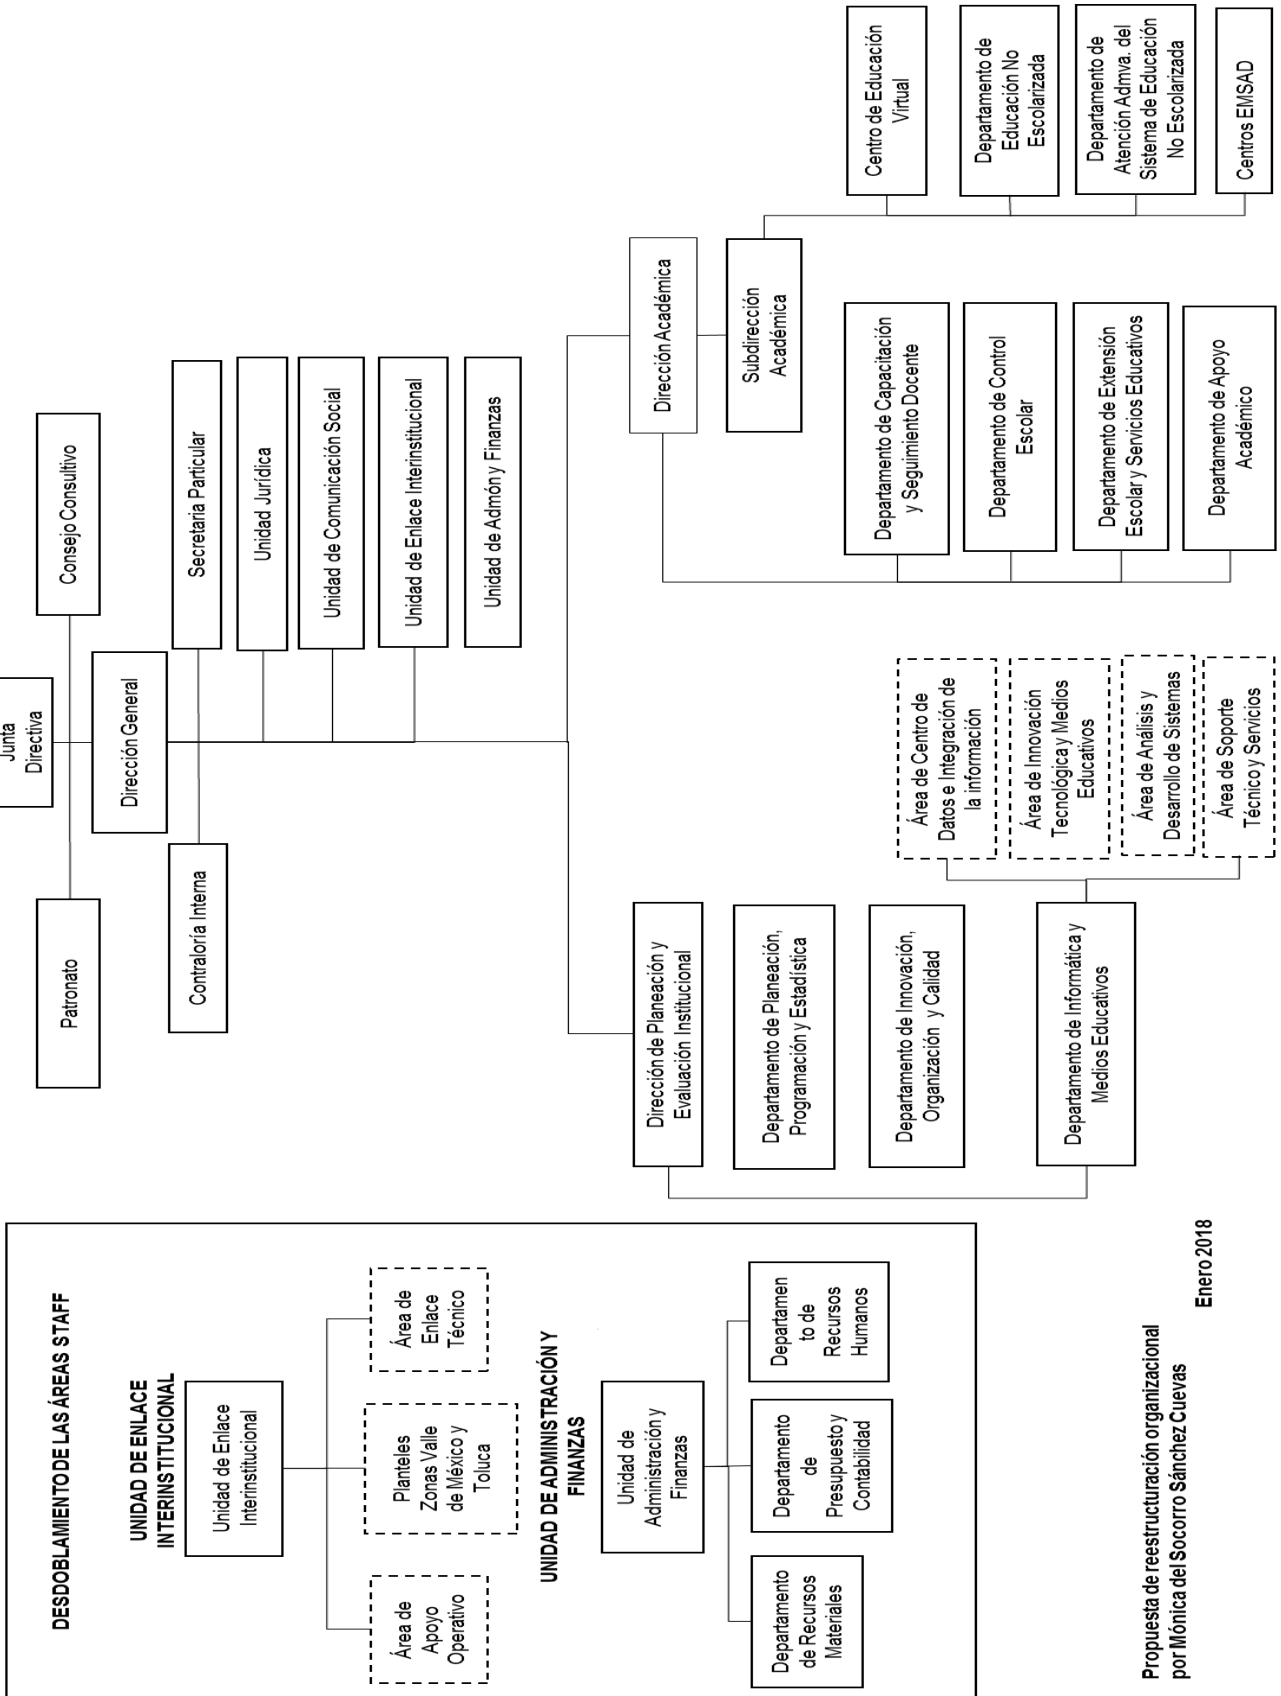 Junta
Directiva
Patronato
Consejo Consultivo
Dirección General
Contraloría Interna
Secretaria Particular
Unidad Jurídica
Unidad de Comunicación Social
Unidad de Enlace Interinstitucional
Unidad de Admón y Finanzas
Dirección de Planeación y
Evaluación Institucional
Departamento de Planeación,
Programación y Estadística
Departamento de Innovación,
Organización y Calidad
Departamento de Informática y
Medios Educativos
Área de Centro de
Datos e Integración de
la información
Área de Innovación
Tecnológica y Medios
Educativos
Área de Análisis y
Desarrollo de Sistemas
Área de Soporte
Técnico y Servicios
Dirección Académica
Subdirección
Académica
Departamento de Capacitación
y Seguimiento Docente
Departamento de Control
Escolar
Departamento de Extensión
Escolar y Servicios Educativos
Departamento de Apoyo
Académico
Centro de Educación
Virtual
Departamento de
Educación No
Escolarizada
Departamento de
Atención Admva. del
Sistema de Educación
No Escolarizada
Centros EMSAD
DESDOBLAMIENTO DE LAS ÁREAS STAFF
UNIDAD DE ENLACE
INTERINSTITUCIONAL
Unidad de Enlace
Interinstitucional
Área de
Apoyo
Operativo
Planteles
Zonas Valle
de México y
Toluca
Área de
Enlace
Técnico
UNIDAD DE ADMINISTRACIÓN Y
FINANZAS
Unidad de
Administración y
Finanzas
Departamento
de Recursos
Materiales
Departamento
de
Presupuesto y
Contabilidad
Departamen
to de
Recursos
Humanos
Propuesta de reestructuración organizacional
por Mónica del Socorro Sánchez Cuevas
Enero 2018